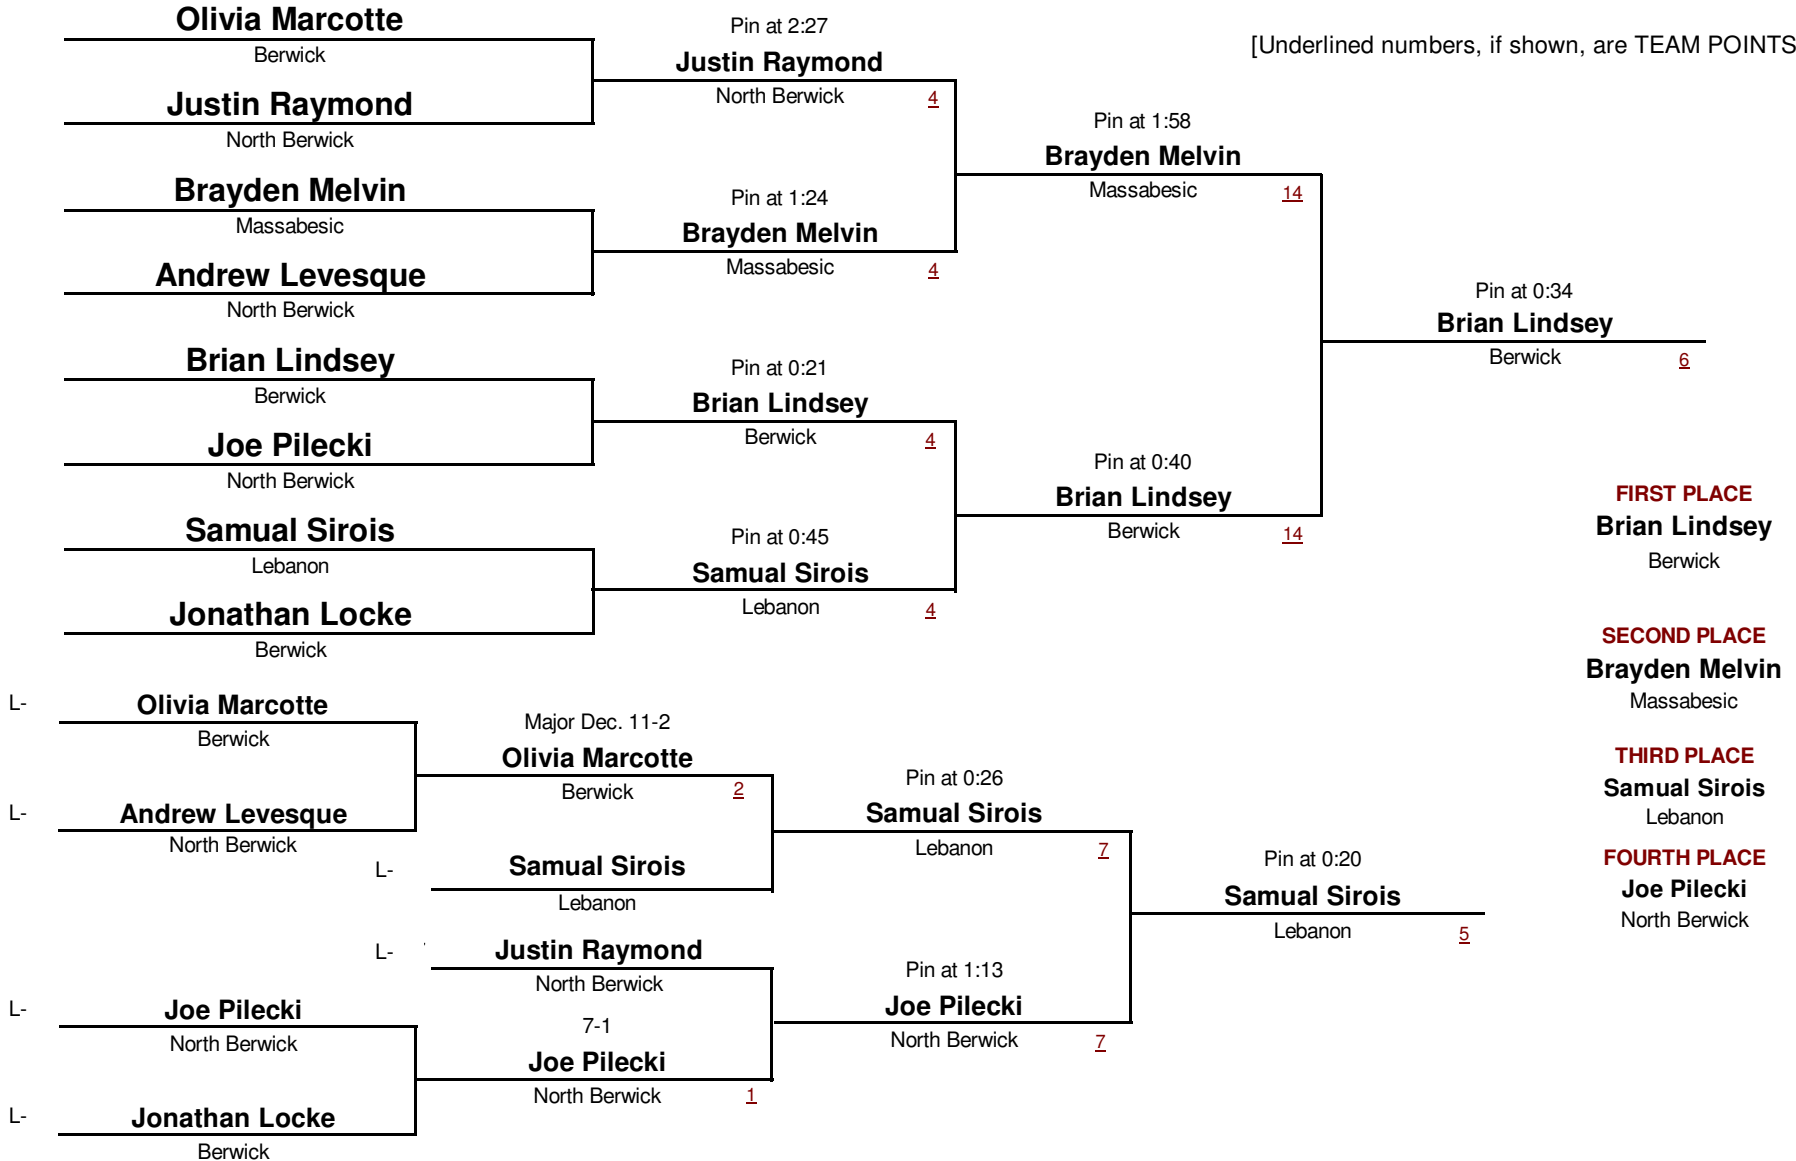 [Underlined numbers, if shown, are TEAM POINTS
Olivia Marcotte
Berwick
Justin Raymond
North Berwick
Brayden Melvin
Massabesic
Andrew Levesque
North Berwick
Brian Lindsey
Berwick
Joe Pilecki
North Berwick
Samual Sirois
Lebanon
Jonathan Locke
Berwick
Pin at 2:27
Justin Raymond
North Berwick 4
Pin at 1:24
Brayden Melvin
Massabesic 4
Pin at 0:21
Brian Lindsey
Berwick 4
Pin at 0:45
Samual Sirois
Lebanon 4
Pin at 1:58
Brayden Melvin
Massabesic 14
Pin at 0:40
Brian Lindsey
Berwick 14
Pin at 0:34
Brian Lindsey
Berwick 6
FIRST PLACE
Brian Lindsey
Berwick
SECOND PLACE
Brayden Melvin
Massabesic
THIRD PLACE
Samual Sirois
Lebanon
FOURTH PLACE
Joe Pilecki
North Berwick
L- Olivia Marcotte
Berwick
L- Andrew Levesque
North Berwick
L- Joe Pilecki
North Berwick
L- Jonathan Locke
Berwick
Major Dec. 11-2
Olivia Marcotte
Berwick 2
L- Samual Sirois
Lebanon
L- Justin Raymond
North Berwick
7-1
Joe Pilecki
North Berwick 1
Pin at 0:26
Samual Sirois
Lebanon 7
Pin at 1:13
Joe Pilecki
North Berwick 7
Pin at 0:20
Samual Sirois
Lebanon 5